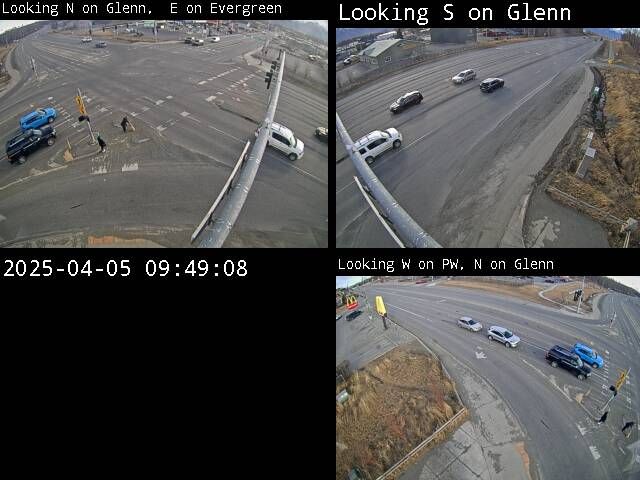 Looking N on Glenn,  E on Evergreen
Looking S on Glenn
2025-04-05 09:49:08
Looking W on PW, N on Glenn